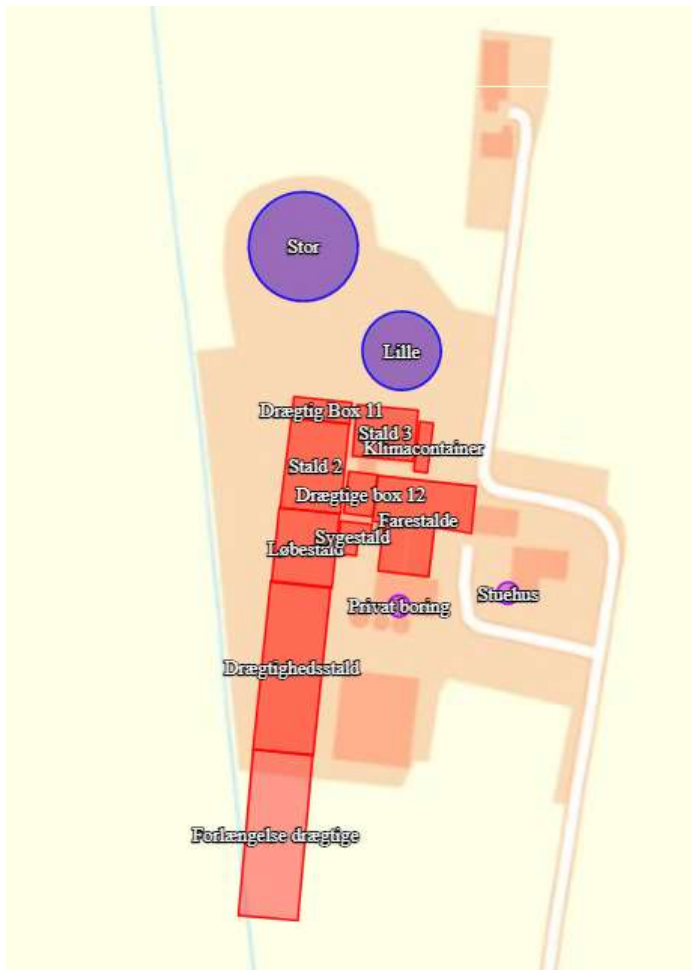 Stor
Lille
Drægtig Box 11
Stald 3
Klimacontainer
Stald 2
Drægtige box 12
Farestalde
Sygestald
Løbestald
Stuehus
Privat boring
Drægtighedsstald
Forlængelse drægtige